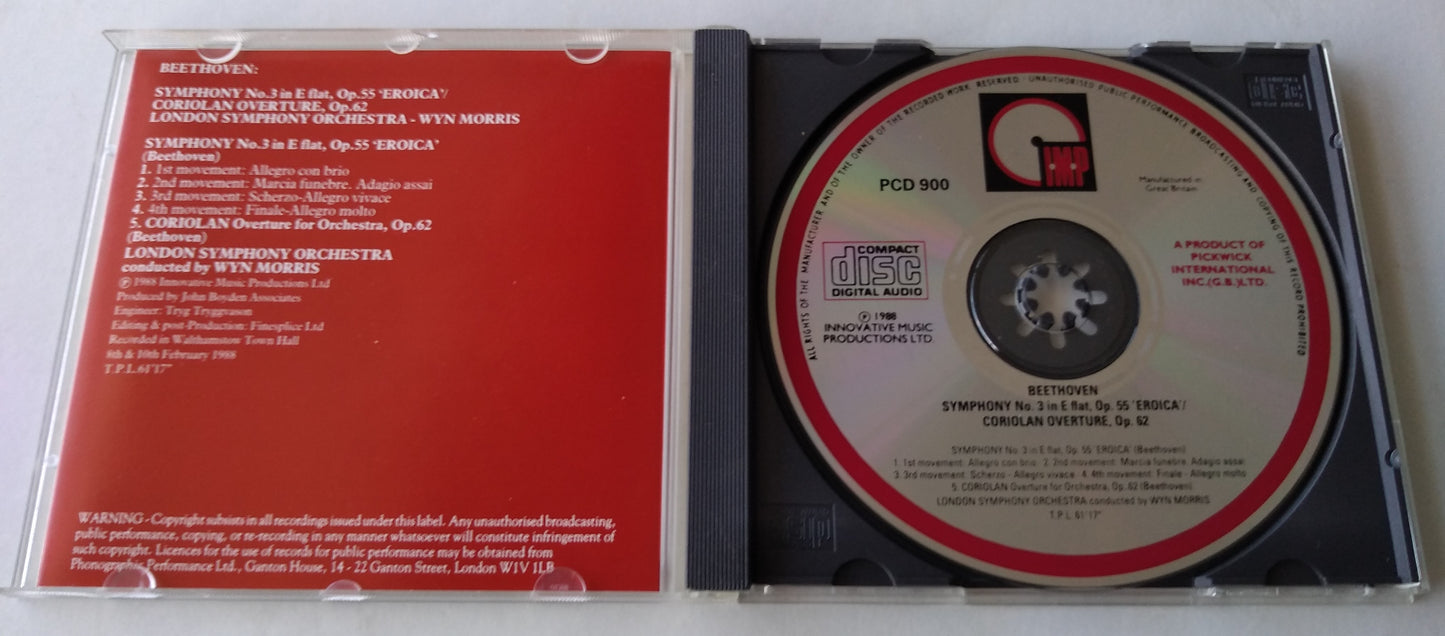 BEETHOVEN:
SYMPHONY No.3 in E flat, Op.55 'EROICA'/
CORIOLAN OVERTURE, Op.62
LONDON SYMPHONY ORCHESTRA - WYN MORRIS
SYMPHONY No.3 in E flat, Op.55 'EROICA'
(Beethoven)
1. 1st movement: Allegro con brio
2. 2nd movement: Marcia funebre. Adagio assai
3. 3rd movement: Scherzo-Allegro vivace
4. 4th movement: Finale-Allegro molto
5. CORIOLAN Overture for Orchestra, Op.62
(Beethoven)
LONDON SYMPHONY ORCHESTRA
conducted by WYN MORRIS
℗ 1988 Innovative Music Productions Ltd
Produced by John Boyden Associates
Engineer: Tryg Tryggvason
Editing & post-Production: Finesplice Ltd
Recorded in Walthamstow Town Hall
8th & 10th February 1988
T.P.L.61'17"
WARNING - Copyright subsists in all recordings issued under this label. Any unauthorised broadcasting,
public performance, copying, or re-recording in any manner whatsoever will constitute infringement of
such copyright. Licences for the use of records for public performance may be obtained from
Phonographic Performance Ltd., Ganton House, 14 - 22 Ganton Street, London W1V 1LB
ALL RIGHTS OF THE MANUFACTURER AND OF THE OWNER OF THE RECORDED WORK RESERVED · UNAUTHORISED PUBLIC PERFORMANCE BROADCASTING AND COPYING OF THIS RECORD PROHIBITED
IMP
PCD 900
Manufactured in
Great Britain
COMPACT
disc
DIGITAL AUDIO
A PRODUCT OF
PICKWICK
INTERNATIONAL
INC.(G.B.)LTD.
℗ 1988
INNOVATIVE MUSIC
PRODUCTIONS LTD.
BEETHOVEN
SYMPHONY No. 3 in E flat, Op. 55 'EROICA'/
CORIOLAN OVERTURE, Op. 62
SYMPHONY No. 3 in E flat, Op. 55 'EROICA' (Beethoven)
1. 1st movement: Allegro con brio 2. 2nd movement: Marcia funebre. Adagio assai
3. 3rd movement: Scherzo - Allegro vivace 4. 4th movement: Finale - Allegro molto
5. CORIOLAN Overture for Orchestra, Op. 62 (Beethoven).
LONDON SYMPHONY ORCHESTRA conducted by WYN MORRIS
T.P.L. 61'17"